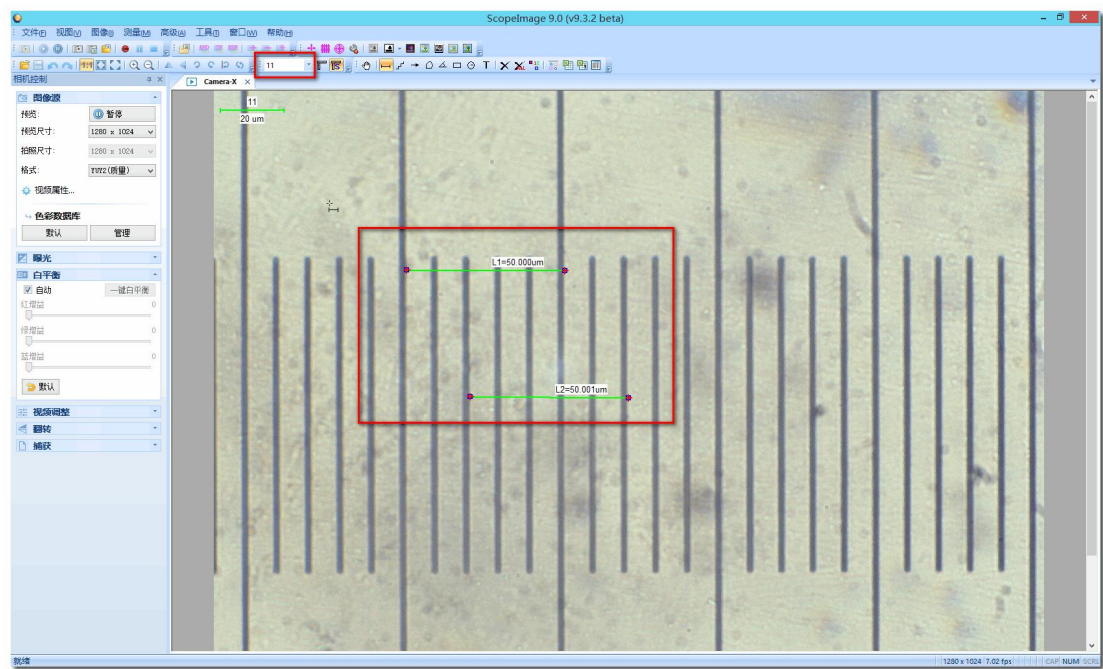 ScopeImage 9.0 (v9.3.2 beta)
文件(F) 视图(V) 图像(I) 测量(M) 高级(A) 工具(T) 窗口(W) 帮助(H)
11
相机控制
Camera-X
图像源
预览: 暂停
预览尺寸: 1280 x 1024
拍照尺寸: 1280 x 1024
格式: YUY2(质量)
视频属性...
色彩数据库
默认 管理
曝光
白平衡
自动 一键白平衡
红增益 0
绿增益 0
蓝增益 0
默认
视频调整
翻转
捕获
11
20 um
L1=50.000um
L2=50.001um
就绪
1280 x 1024 7.02 fps CAP NUM SCRL